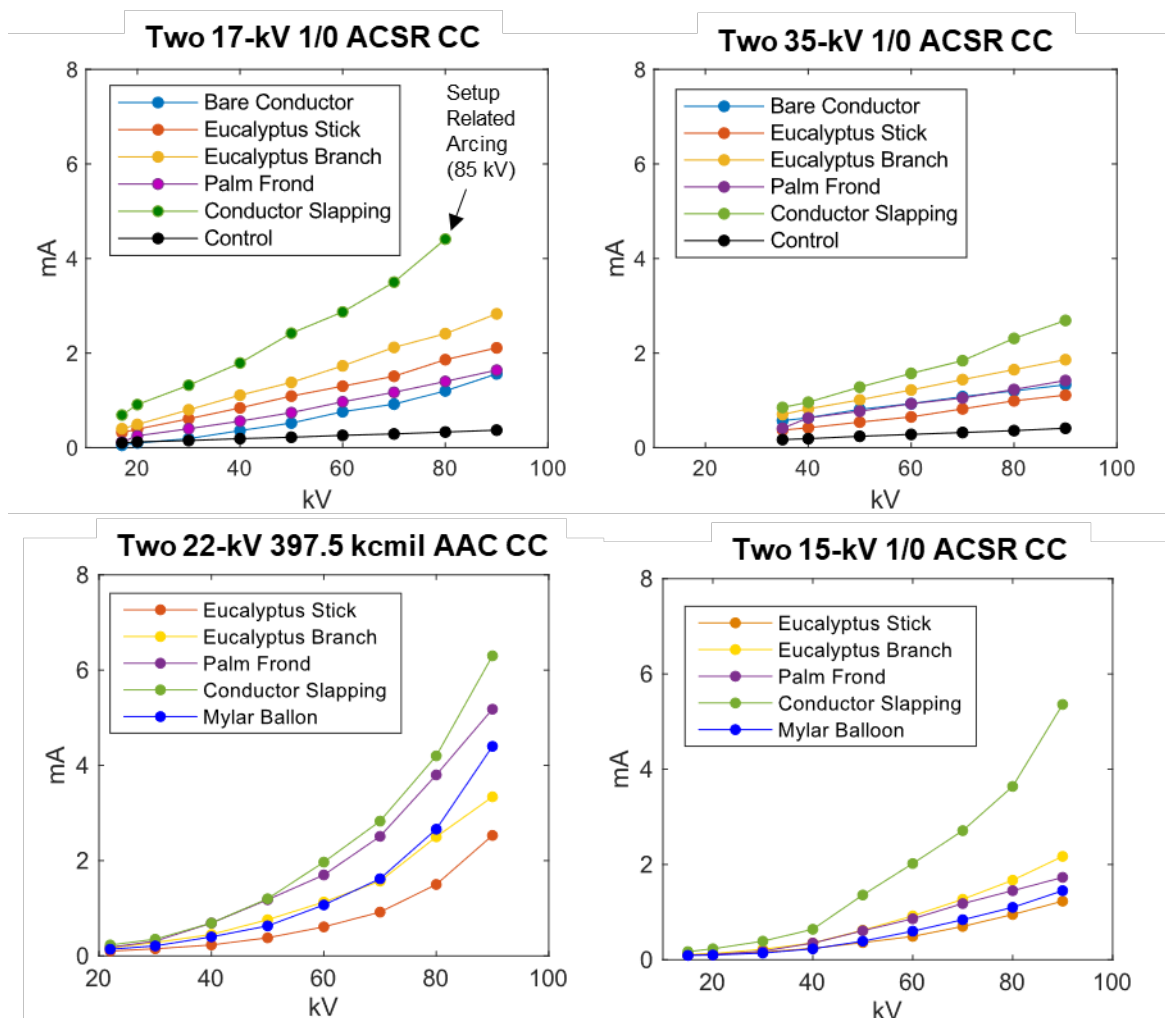 Two 17-kV 1/0 ACSR CC
8
6
4
2
0
mA
Bare Conductor
Eucalyptus Stick
Eucalyptus Branch
Palm Frond
Conductor Slapping
Control
Setup
Related
Arcing
(85 kV)
20 40 60 80 100
kV
Two 35-kV 1/0 ACSR CC
8
6
4
2
0
mA
Bare Conductor
Eucalyptus Stick
Eucalyptus Branch
Palm Frond
Conductor Slapping
Control
20 40 60 80 100
kV
Two 22-kV 397.5 kcmil AAC CC
8
6
4
2
0
mA
Eucalyptus Stick
Eucalyptus Branch
Palm Frond
Conductor Slapping
Mylar Ballon
20 40 60 80 100
kV
Two 15-kV 1/0 ACSR CC
8
6
4
2
0
mA
Eucalyptus Stick
Eucalyptus Branch
Palm Frond
Conductor Slapping
Mylar Balloon
20 40 60 80 100
kV